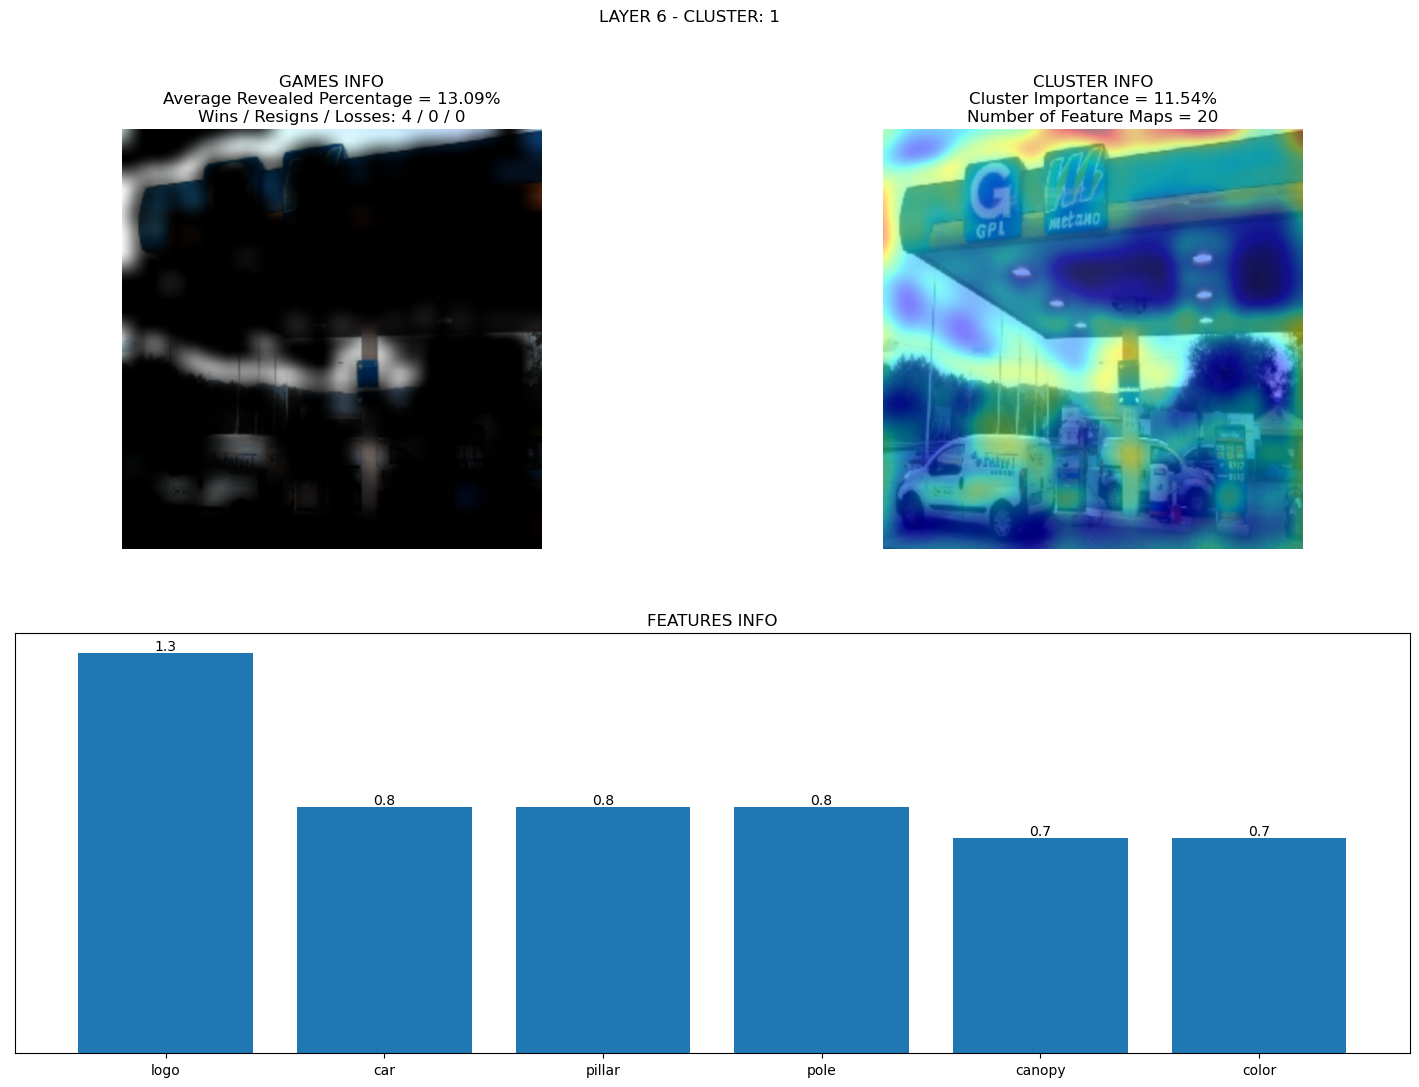 LAYER 6 - CLUSTER: 1
GAMES INFO
Average Revealed Percentage = 13.09%
Wins / Resigns / Losses: 4 / 0 / 0
CLUSTER INFO
Cluster Importance = 11.54%
Number of Feature Maps = 20
G
GPL
metano
FEATURES INFO
1.3
0.8
0.8
0.8
0.7
0.7
logo
car
pillar
pole
canopy
color